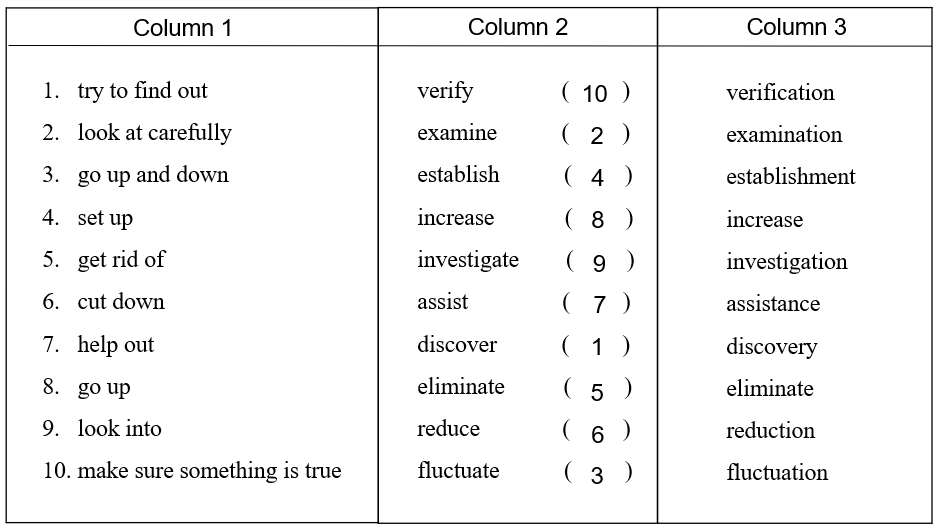 Column 1 Column 2 Column 3
1. try to find out verify ( 10 ) verification
2. look at carefully examine ( 2 ) examination
3. go up and down establish ( 4 ) establishment
4. set up increase ( 8 ) increase
5. get rid of investigate ( 9 ) investigation
6. cut down assist ( 7 ) assistance
7. help out discover ( 1 ) discovery
8. go up eliminate ( 5 ) eliminate
9. look into reduce ( 6 ) reduction
10. make sure something is true fluctuate ( 3 ) fluctuation